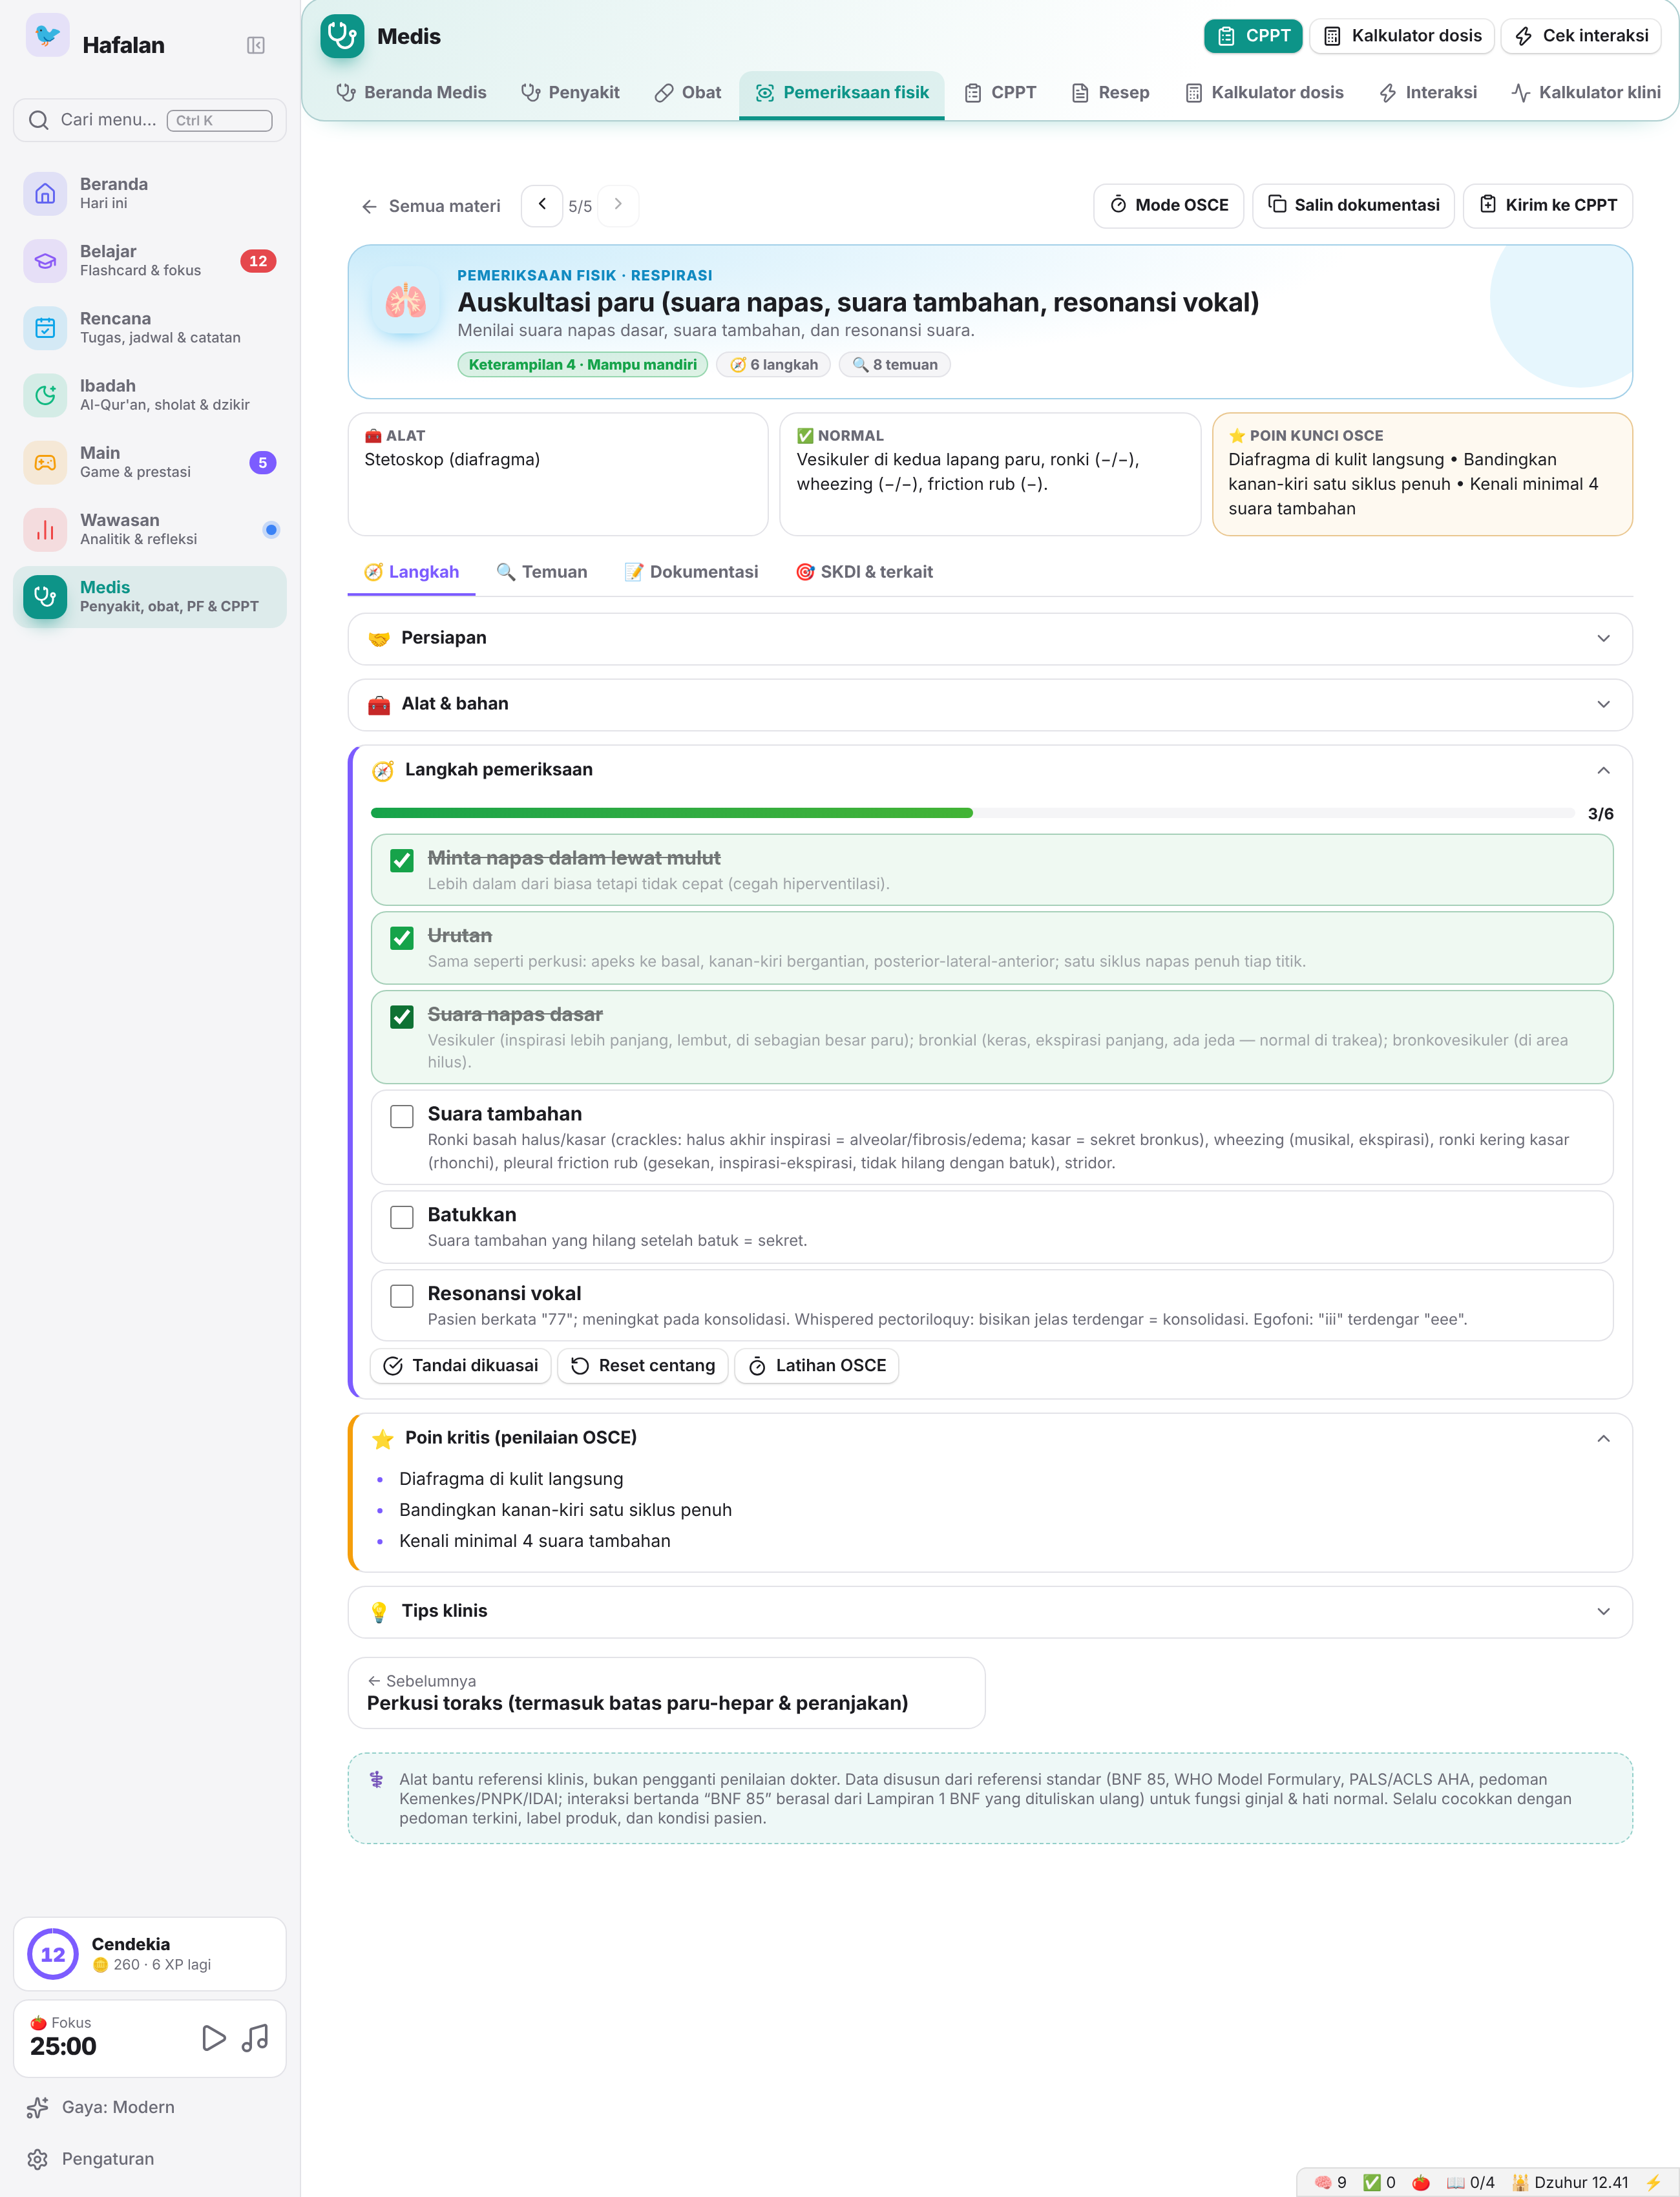 Hafalan
Cari menu... Ctrl K
Beranda
Hari ini
Belajar
Flashcard & fokus
12
Rencana
Tugas, jadwal & catatan
Ibadah
Al-Qur'an, sholat & dzikir
Main
Game & prestasi
5
Wawasan
Analitik & refleksi
Medis
Penyakit, obat, PF & CPPT
12
Cendekia
260 · 6 XP lagi
Fokus
25:00
Gaya: Modern
Pengaturan
Medis
CPPT Kalkulator dosis Cek interaksi
Beranda Medis Penyakit Obat Pemeriksaan fisik CPPT Resep Kalkulator dosis Interaksi Kalkulator klini
← Semua materi 5/5 Mode OSCE Salin dokumentasi Kirim ke CPPT
PEMERIKSAAN FISIK · RESPIRASI
Auskultasi paru (suara napas, suara tambahan, resonansi vokal)
Menilai suara napas dasar, suara tambahan, dan resonansi suara.
Keterampilan 4 · Mampu mandiri 6 langkah 8 temuan
ALAT
Stetoskop (diafragma)
NORMAL
Vesikuler di kedua lapang paru, ronki (−/−),
wheezing (−/−), friction rub (−).
POIN KUNCI OSCE
Diafragma di kulit langsung • Bandingkan
kanan-kiri satu siklus penuh • Kenali minimal 4
suara tambahan
Langkah Temuan Dokumentasi SKDI & terkait
Persiapan
Alat & bahan
Langkah pemeriksaan
3/6
Minta napas dalam lewat mulut
Lebih dalam dari biasa tetapi tidak cepat (cegah hiperventilasi).
Urutan
Sama seperti perkusi: apeks ke basal, kanan-kiri bergantian, posterior-lateral-anterior; satu siklus napas penuh tiap titik.
Suara napas dasar
Vesikuler (inspirasi lebih panjang, lembut, di sebagian besar paru); bronkial (keras, ekspirasi panjang, ada jeda — normal di trakea); bronkovesikuler (di area
hilus).
Suara tambahan
Ronki basah halus/kasar (crackles: halus akhir inspirasi = alveolar/fibrosis/edema; kasar = sekret bronkus), wheezing (musikal, ekspirasi), ronki kering kasar
(rhonchi), pleural friction rub (gesekan, inspirasi-ekspirasi, tidak hilang dengan batuk), stridor.
Batukkan
Suara tambahan yang hilang setelah batuk = sekret.
Resonansi vokal
Pasien berkata "77"; meningkat pada konsolidasi. Whispered pectoriloquy: bisikan jelas terdengar = konsolidasi. Egofoni: "iii" terdengar "eee".
Tandai dikuasai Reset centang Latihan OSCE
Poin kritis (penilaian OSCE)
• Diafragma di kulit langsung
• Bandingkan kanan-kiri satu siklus penuh
• Kenali minimal 4 suara tambahan
Tips klinis
← Sebelumnya
Perkusi toraks (termasuk batas paru-hepar & peranjakan)
Alat bantu referensi klinis, bukan pengganti penilaian dokter. Data disusun dari referensi standar (BNF 85, WHO Model Formulary, PALS/ACLS AHA, pedoman
Kemenkes/PNPK/IDAI; interaksi bertanda “BNF 85” berasal dari Lampiran 1 BNF yang dituliskan ulang) untuk fungsi ginjal & hati normal. Selalu cocokkan dengan
pedoman terkini, label produk, dan kondisi pasien.
9 0 0/4 Dzuhur 12.41